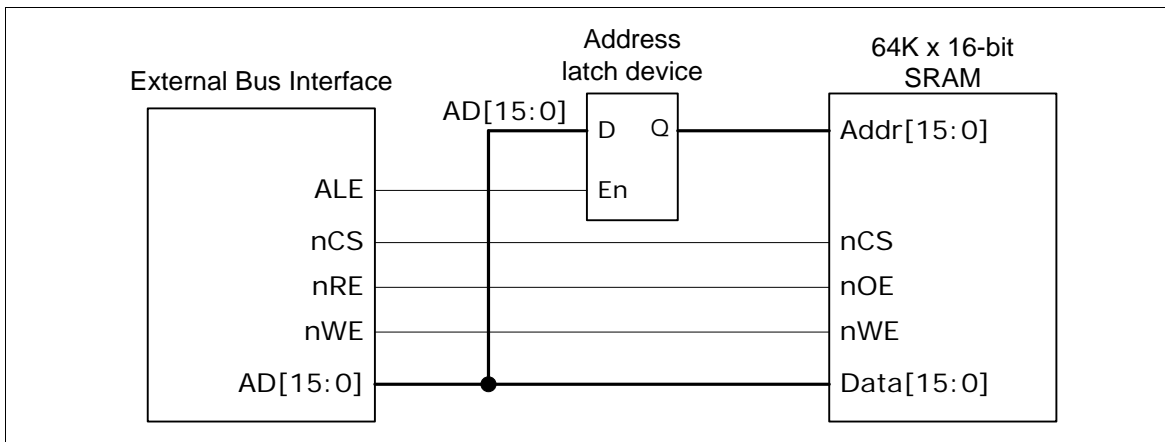 External Bus Interface
Address
latch device
64K x 16-bit
SRAM
AD[15:0]
D
Q
Addr[15:0]
ALE
En
nCS
nCS
nRE
nOE
nWE
nWE
AD[15:0]
Data[15:0]